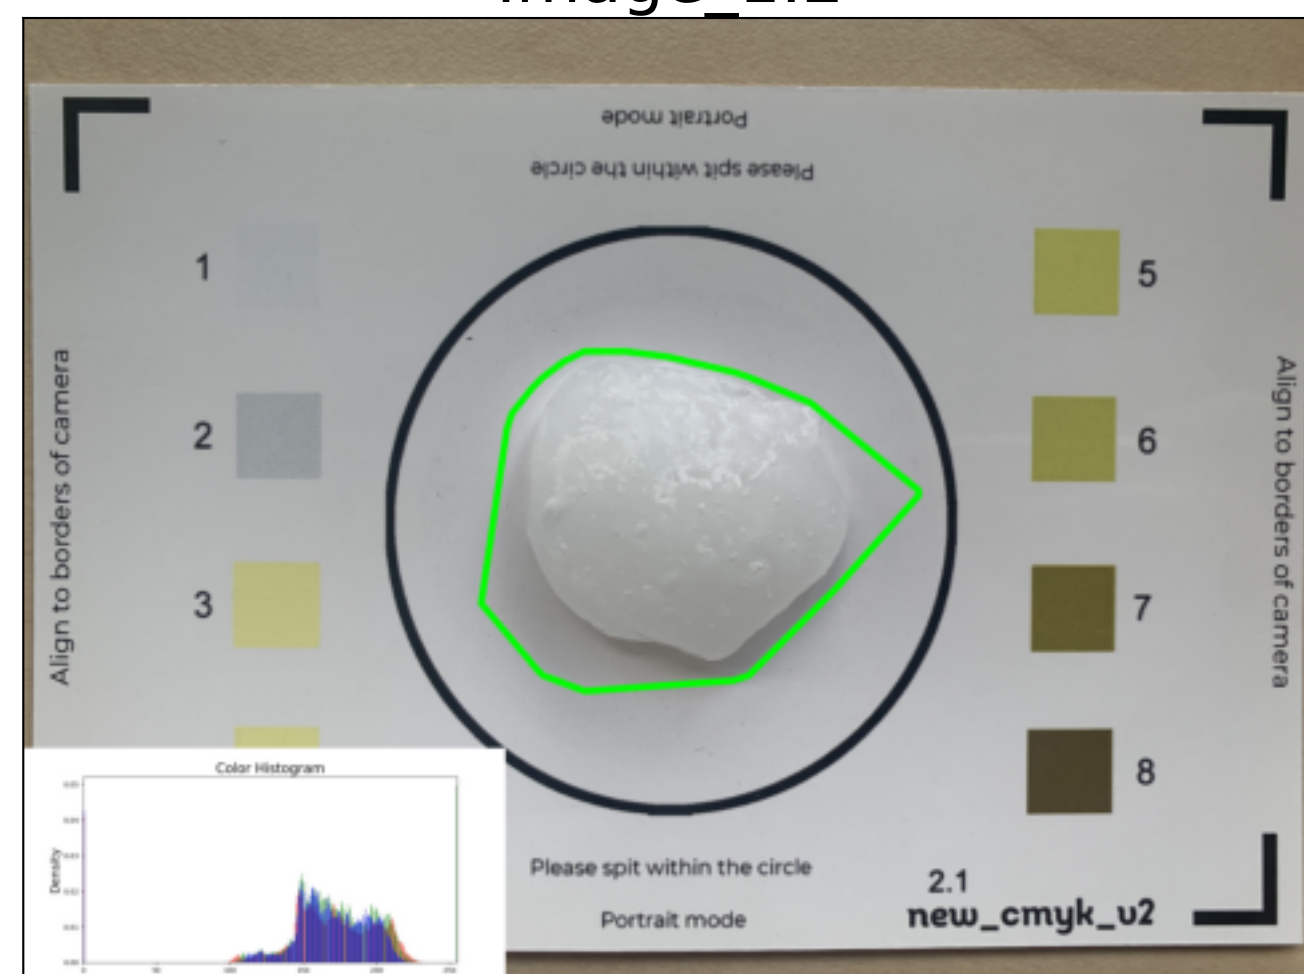 Portrait mode
Please spit within the circle
1
2
3
5
6
7
8
Align to borders of camera
Align to borders of camera
Color Histogram
Density
Please spit within the circle
Portrait mode
2.1
new_cmyk_v2